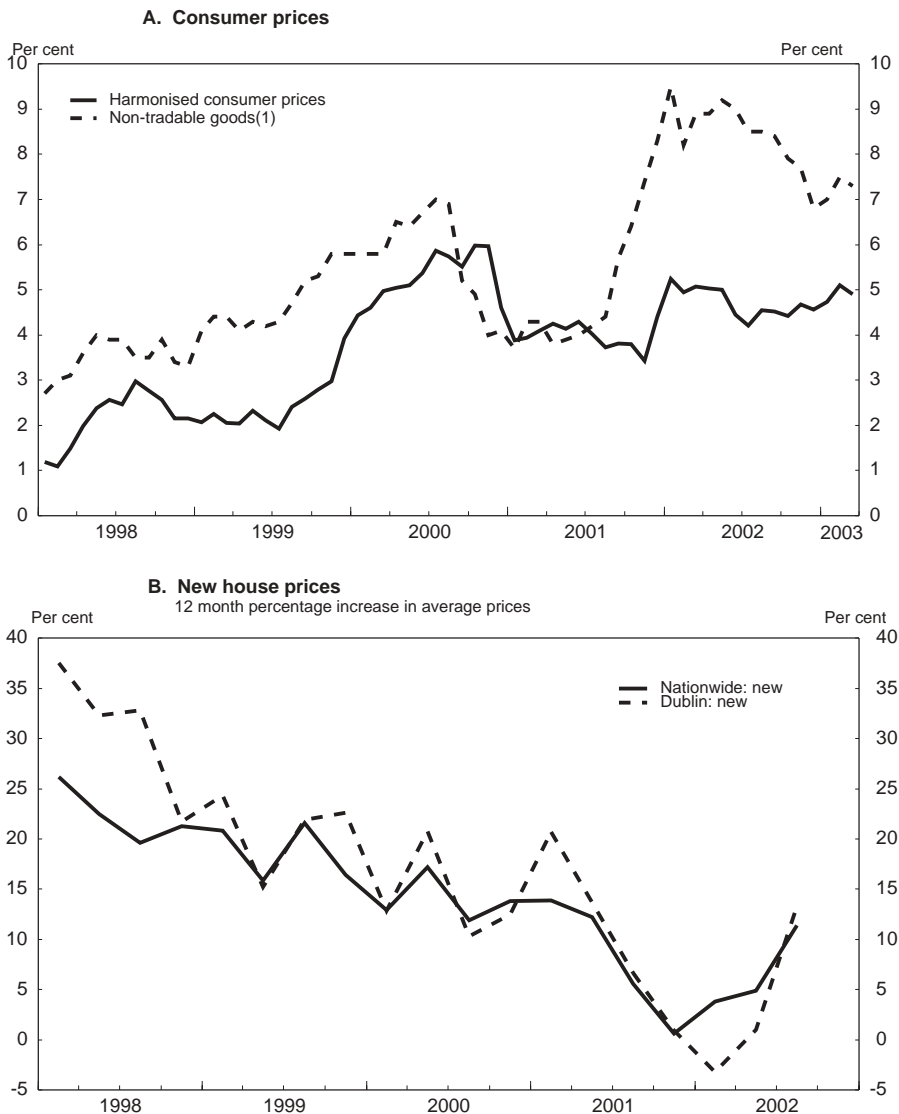 A. Consumer prices
Per cent Per cent
10 10
Harmonised consumer prices
9 9
Non-tradable goods(1)
8 8
7 7
6 6
5 5
4 4
3 3
2 2
1 1
0 0
1998 1999 2000 2001 2002 2003
B. New house prices
12 month percentage increase in average prices
Per cent Per cent
40 40
35 35
Nationwide: new
Dublin: new
30 30
25 25
20 20
15 15
10 10
5 5
0 0
-5 -5
1998 1999 2000 2001 2002